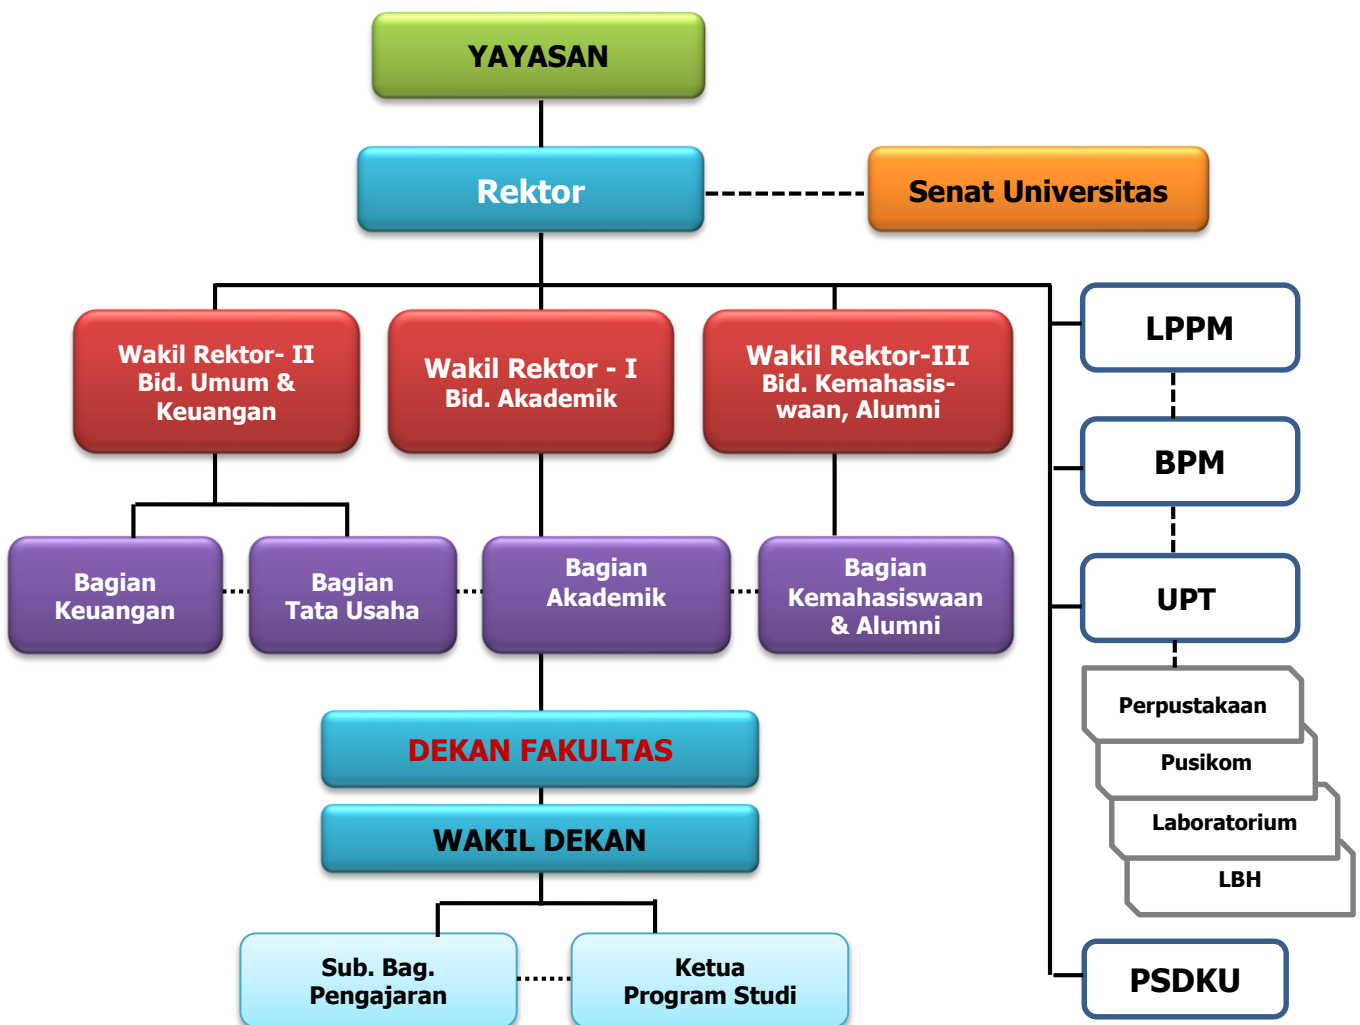 YAYASAN
Rektor
Senat Universitas
Wakil Rektor- II
Bid. Umum &
Keuangan
Wakil Rektor - I
Bid. Akademik
Wakil Rektor-III
Bid. Kemahasis-
waan, Alumni
LPPM
BPM
Bagian
Keuangan
Bagian
Tata Usaha
Bagian
Akademik
Bagian
Kemahasiswaan
& Alumni
UPT
Perpustakaan
Pusikom
Laboratorium
LBH
DEKAN FAKULTAS
WAKIL DEKAN
Sub. Bag.
Pengajaran
Ketua
Program Studi
PSDKU